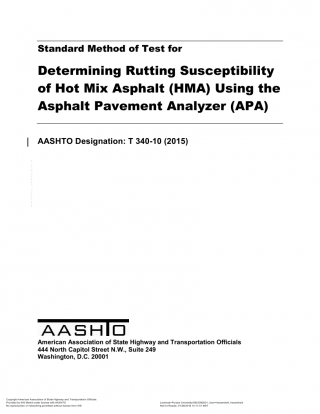 Standard Method of Test for
Determining Rutting Susceptibility
of Hot Mix Asphalt (HMA) Using the
Asphalt Pavement Analyzer (APA)
AASHTO Designation: T 340-10 (2015)
AASHTO
American Association of State Highway and Transportation Officials
444 North Capitol Street N.W., Suite 249
Washington, D.C. 20001